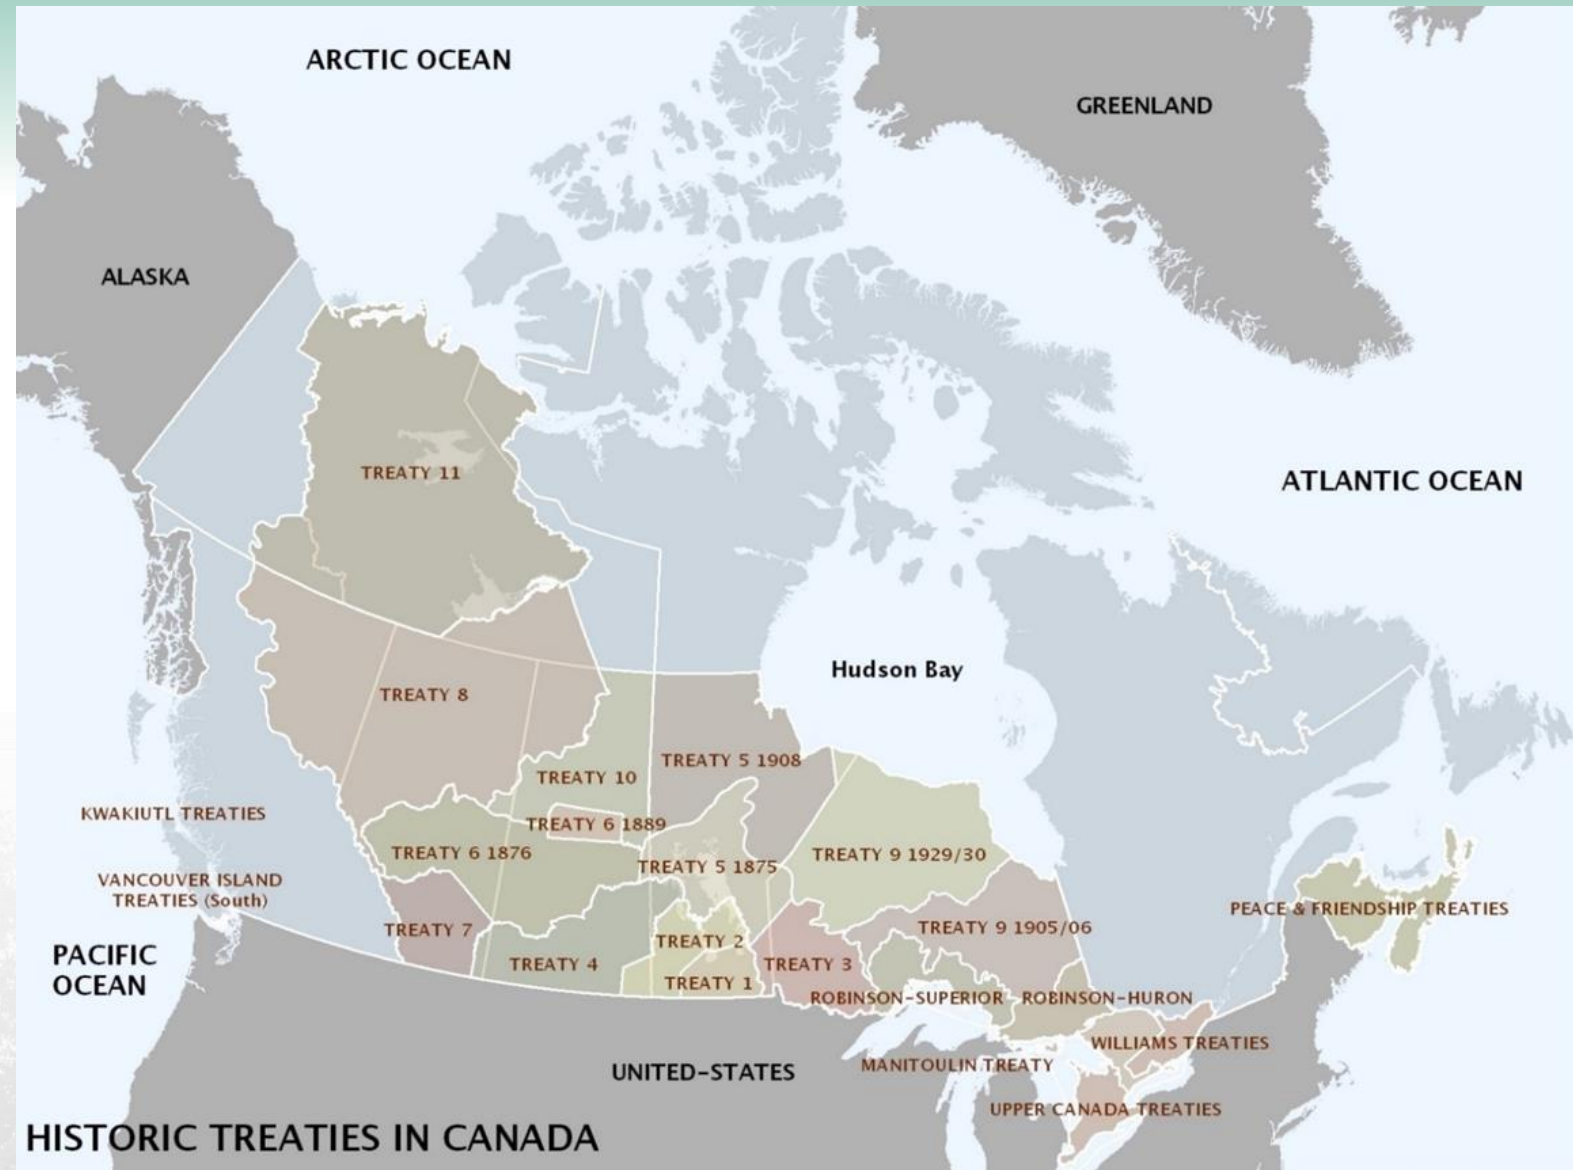 ARCTIC OCEAN
GREENLAND
ALASKA
TREATY 11
ATLANTIC OCEAN
Hudson Bay
TREATY 8
TREATY 5 1908
TREATY 10
KWAKIUTL TREATIES
TREATY 6 1889
TREATY 6 1876
TREATY 9 1929/30
TREATY 5 1875
VANCOUVER ISLAND
TREATIES (South)
PEACE & FRIENDSHIP TREATIES
TREATY 7
TREATY 9 1905/06
TREATY 2
PACIFIC
OCEAN
TREATY 4
TREATY 3
TREATY 1
ROBINSON-SUPERIOR
ROBINSON-HURON
WILLIAMS TREATIES
MANITOULIN TREATY
UNITED-STATES
UPPER CANADA TREATIES
HISTORIC TREATIES IN CANADA